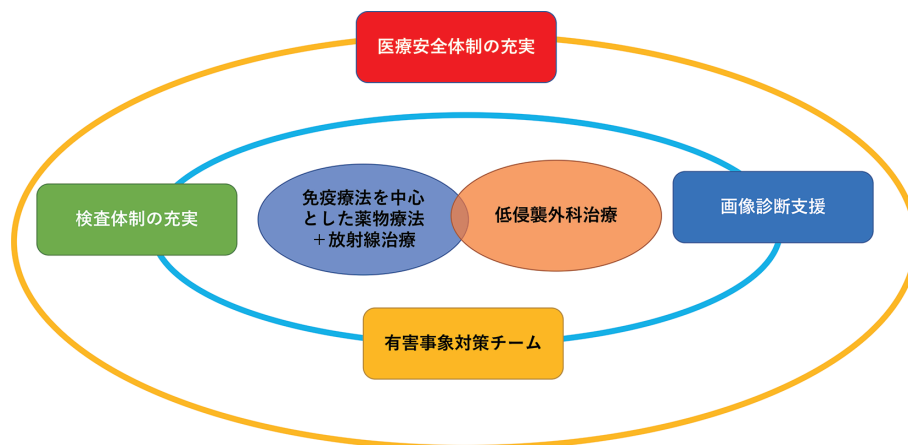 医療安全体制の充実
検査体制の充実
免疫療法を中心
とした薬物療法
＋放射線治療
低侵襲外科治療
画像診断支援
有害事象対策チーム